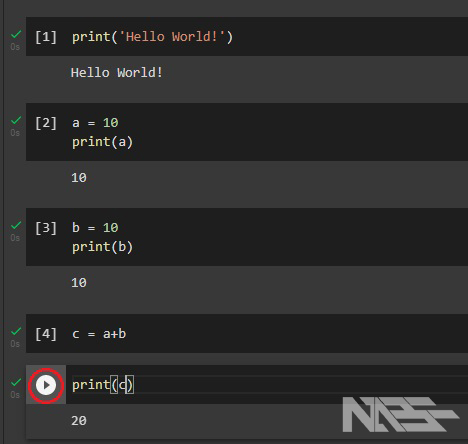 [1] print('Hello World!')
0s
Hello World!
[2] a = 10
0s
print(a)
10
[3] b = 10
0s
print(b)
10
[4] c = a+b
0s
print(c)
0s
20